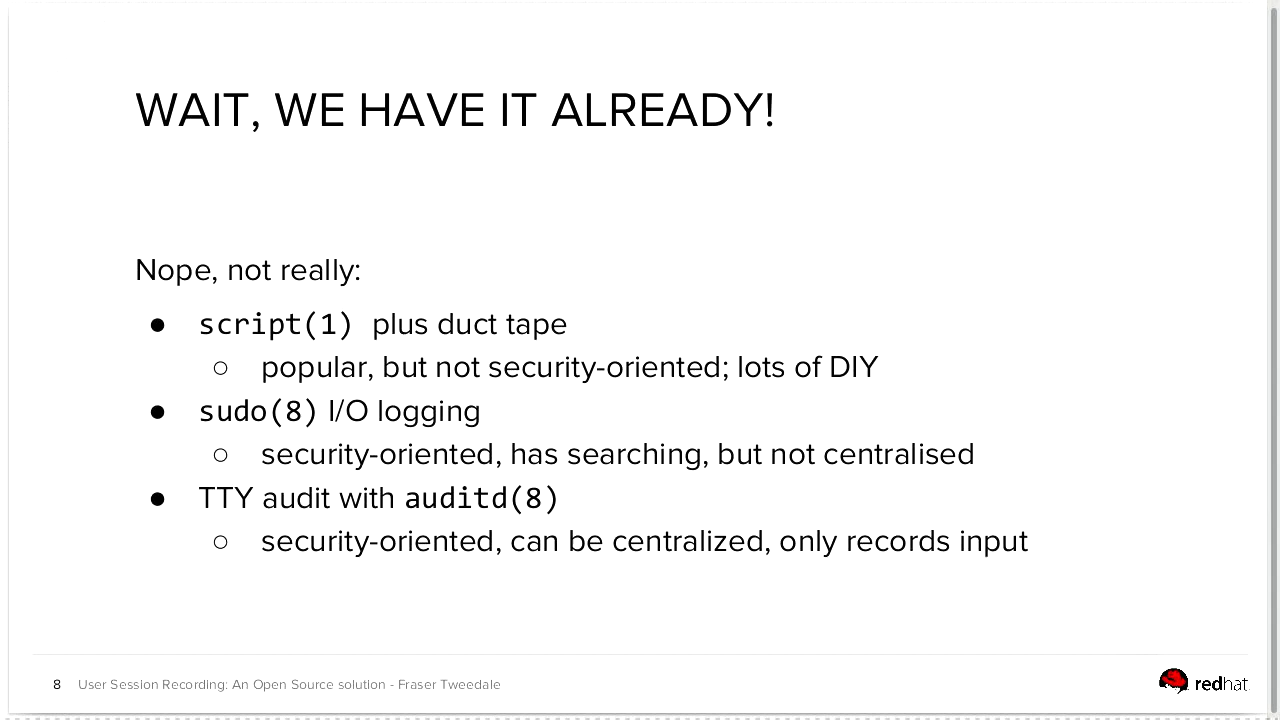 WAIT, WE HAVE IT ALREADY!
Nope, not really:
● script(1) plus duct tape
○ popular, but not security-oriented; lots of DIY
● sudo(8) I/O logging
○ security-oriented, has searching, but not centralised
● TTY audit with auditd(8)
○ security-oriented, can be centralized, only records input
8 User Session Recording: An Open Source solution - Fraser Tweedale
redhat.